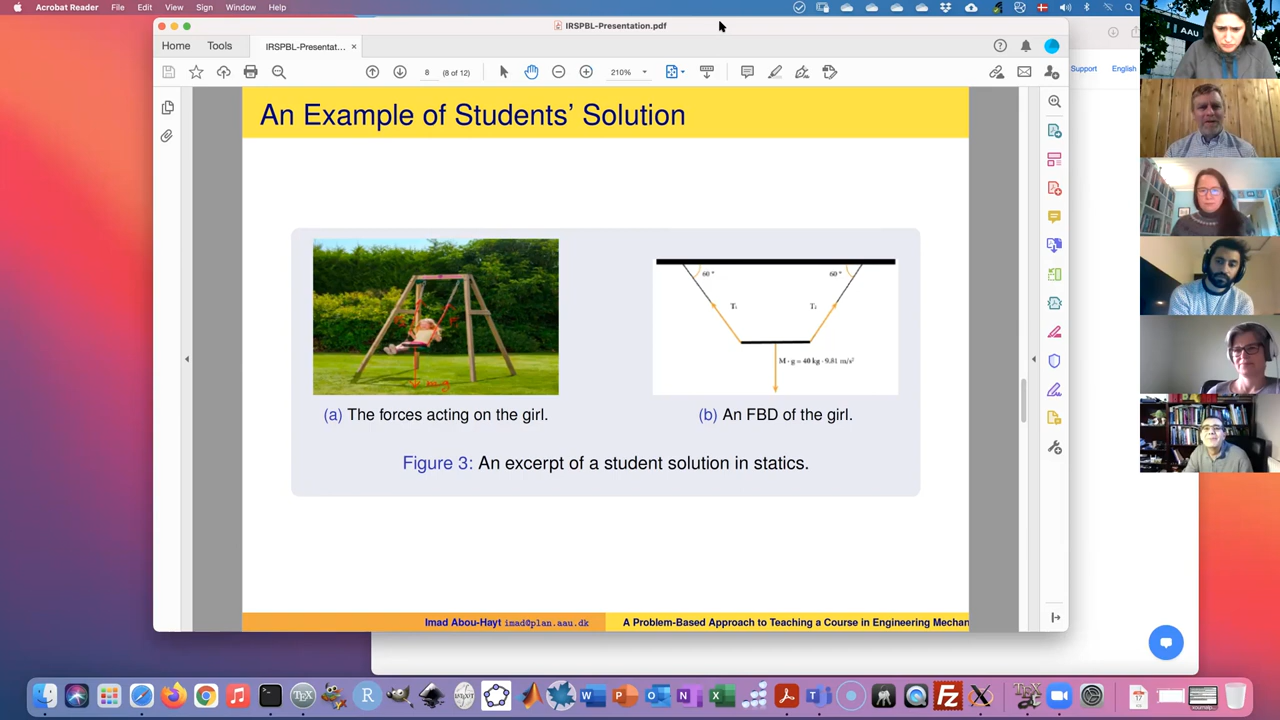 Acrobat Reader File Edit View Sign Window Help
IRSPBL-Presentation.pdf
AAU
Home Tools IRSPBL-Presentat... ×
8 (8 of 12) 210%
Support English
An Example of Students' Solution
60° 60°
T₁ T₂
M · g = 40 kg · 9.81 m/s²
(a) The forces acting on the girl.
(b) An FBD of the girl.
Figure 3: An excerpt of a student solution in statics.
Imad Abou-Hayt imad@plan.aau.dk
A Problem-Based Approach to Teaching a Course in Engineering Mechan